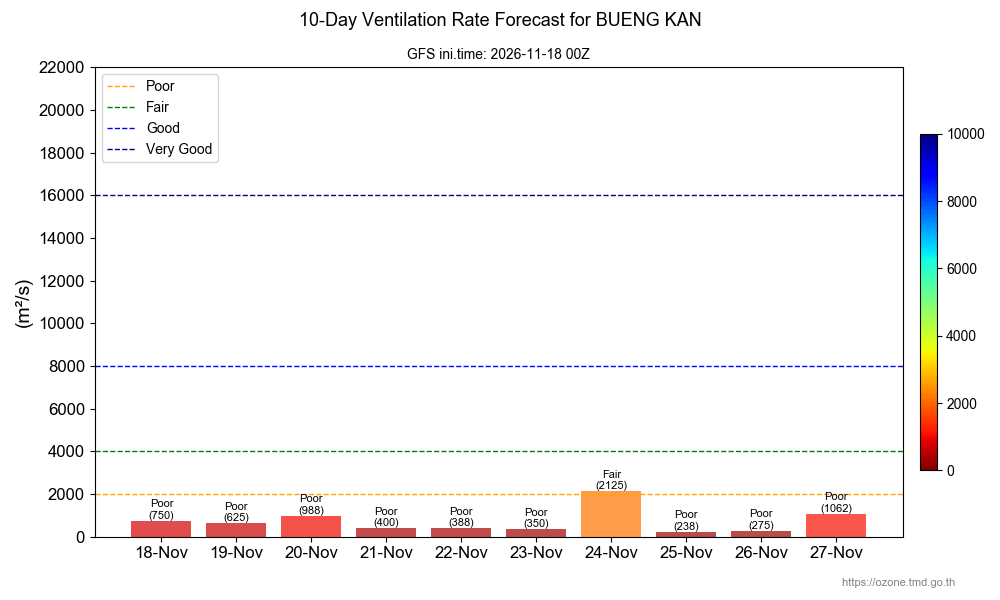 10-Day Ventilation Rate Forecast for BUENG KAN
GFS ini.time: 2026-11-18 00Z
(m²/s)
22000
20000
18000
16000
14000
12000
10000
8000
6000
4000
2000
0
Poor
Fair
Good
Very Good
Poor
(750)
Poor
(625)
Poor
(988)
Poor
(400)
Poor
(388)
Poor
(350)
Fair
(2125)
Poor
(238)
Poor
(275)
Poor
(1062)
18-Nov
19-Nov
20-Nov
21-Nov
22-Nov
23-Nov
24-Nov
25-Nov
26-Nov
27-Nov
10000
8000
6000
4000
2000
0
https://ozone.tmd.go.th